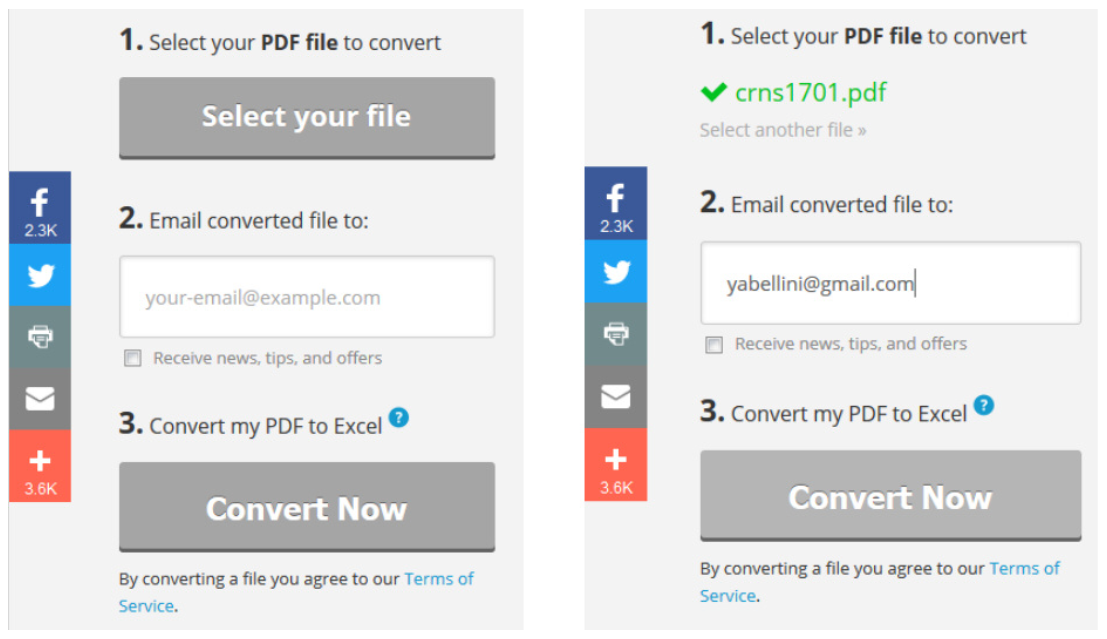 1. Select your PDF file to convert
Select your file
f
2.3K
2. Email converted file to:
your-email@example.com
Receive news, tips, and offers
3. Convert my PDF to Excel ?
+
3.6K
Convert Now
By converting a file you agree to our Terms of
Service.
1. Select your PDF file to convert
crns1701.pdf
Select another file »
f
2.3K
2. Email converted file to:
yabellini@gmail.com
Receive news, tips, and offers
3. Convert my PDF to Excel ?
+
3.6K
Convert Now
By converting a file you agree to our Terms of
Service.